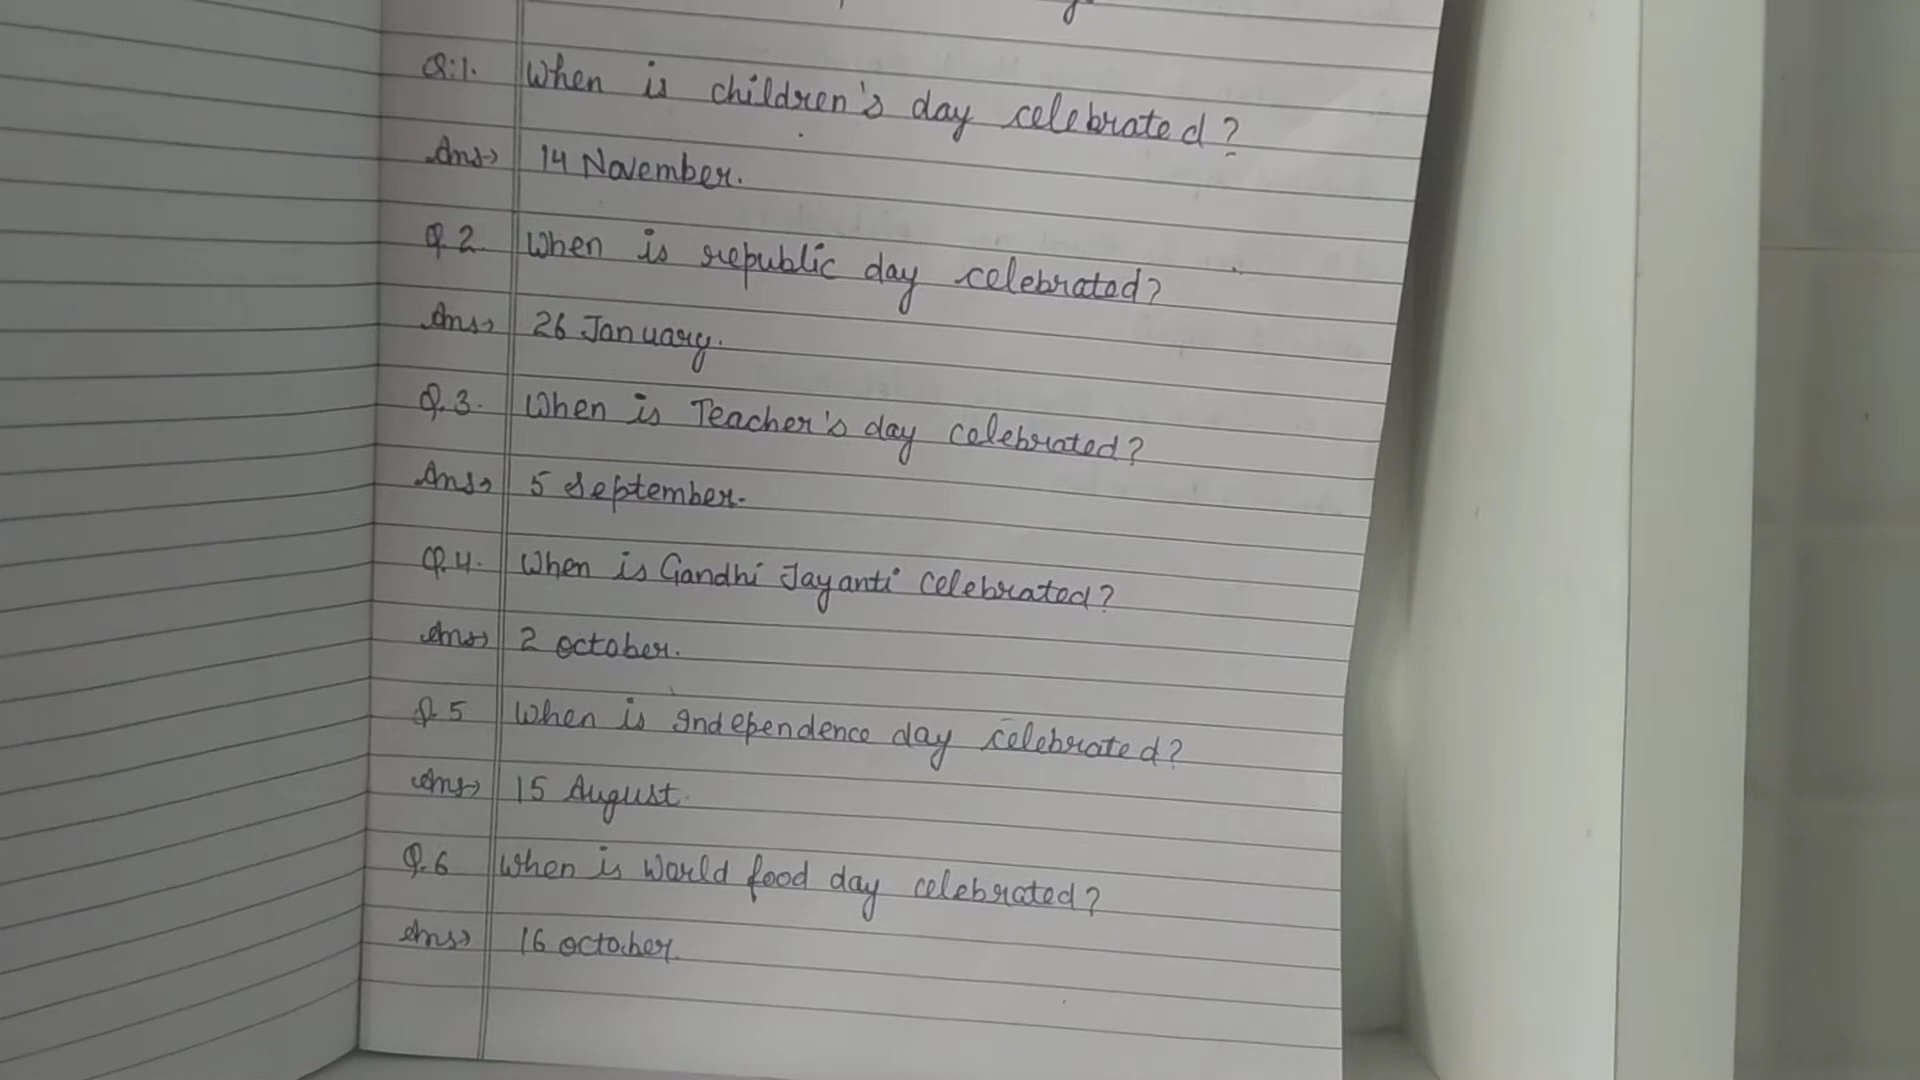 Q:1. When is children's day celebrated?
Ans→ 14 November.
Q.2. When is republic day celebrated?
Ans→ 26 January.
Q.3. When is Teacher's day celebrated?
Ans→ 5 September.
Q.4. When is Gandhi Jayanti celebrated?
Ans→ 2 october.
Q.5 When is Independence day celebrated?
Ans→ 15 August.
Q.6 When is World food day celebrated?
Ans→ 16 october.